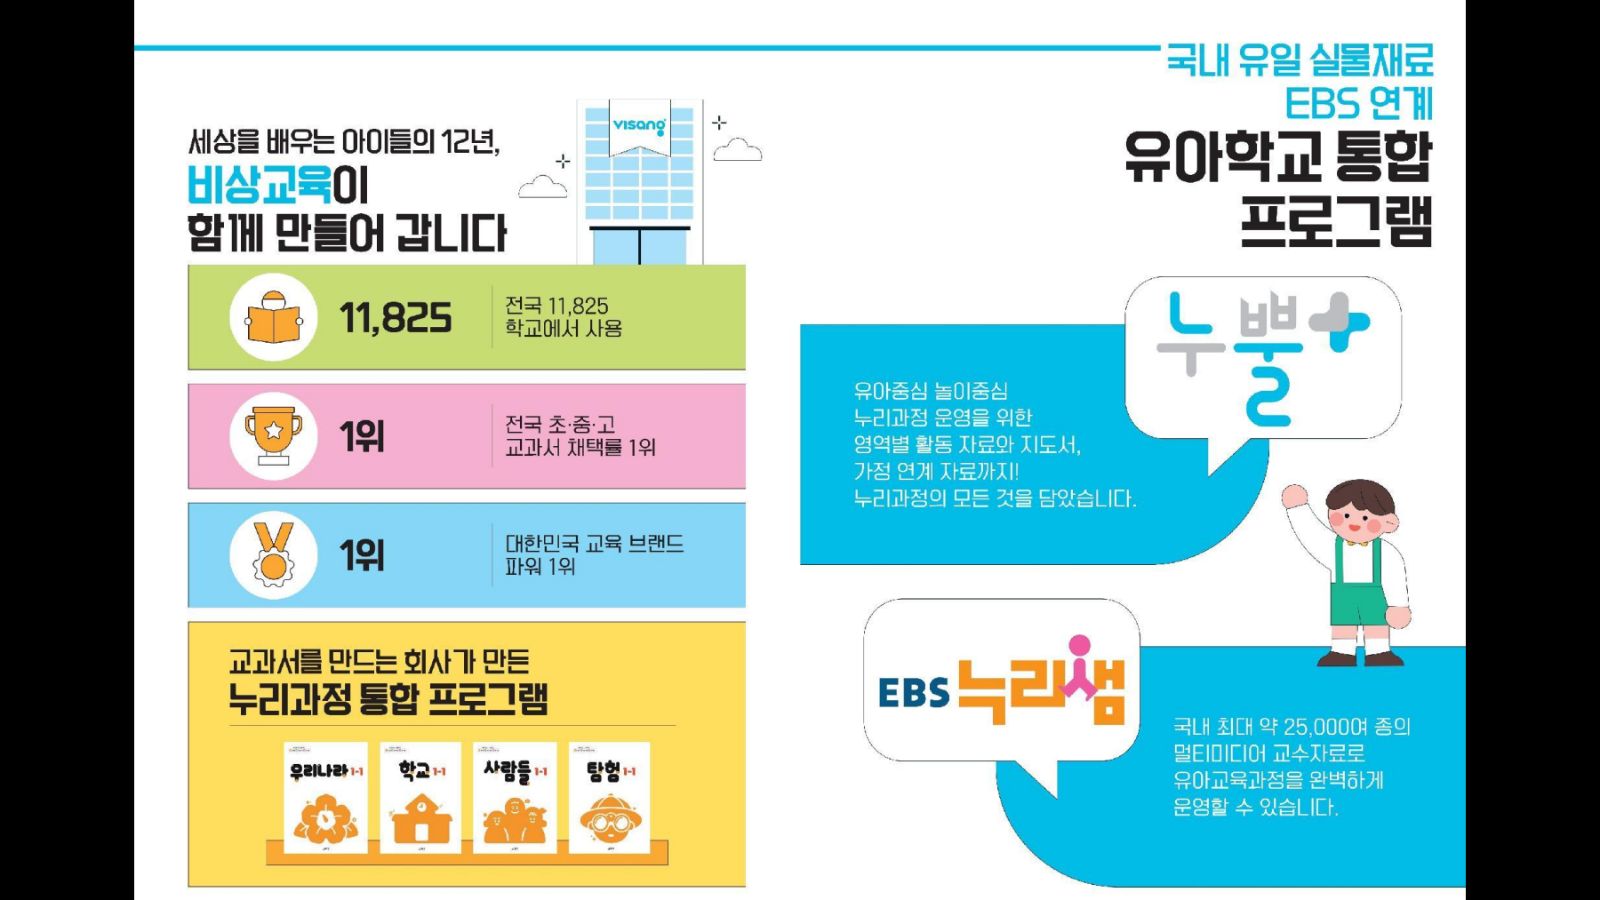 세상을 배우는 아이들의 12년,
비상교육이
함께 만들어 갑니다
visang
11,825
전국 11,825
학교에서 사용
1위
전국 초·중·고
교과서 채택률 1위
1위
대한민국 교육 브랜드
파워 1위
교과서를 만드는 회사가 만든
누리과정 통합 프로그램
우리나라 1-1
학교 1-1
사람들 1-1
탐험 1-1
국내 유일 실물재료
EBS 연계
유아학교 통합
프로그램
누뿔+
유아중심 놀이중심
누리과정 운영을 위한
영역별 활동 자료와 지도서,
가정 연계 자료까지!
누리과정의 모든 것을 담았습니다.
EBS 누리샘
국내 최대 약 25,000여 종의
멀티미디어 교수자료로
유아교육과정을 완벽하게
운영할 수 있습니다.